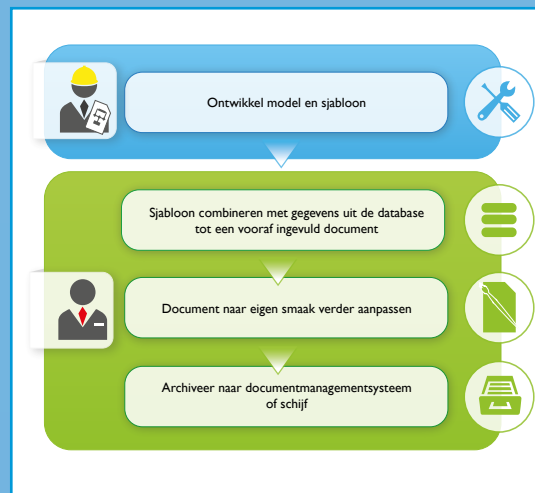 Ontwikkel model en sjabloon
Sjabloon combineren met gegevens uit de database
tot een vooraf ingevuld document
Document naar eigen smaak verder aanpassen
Archiveer naar documentmanagementsysteem
of schijf